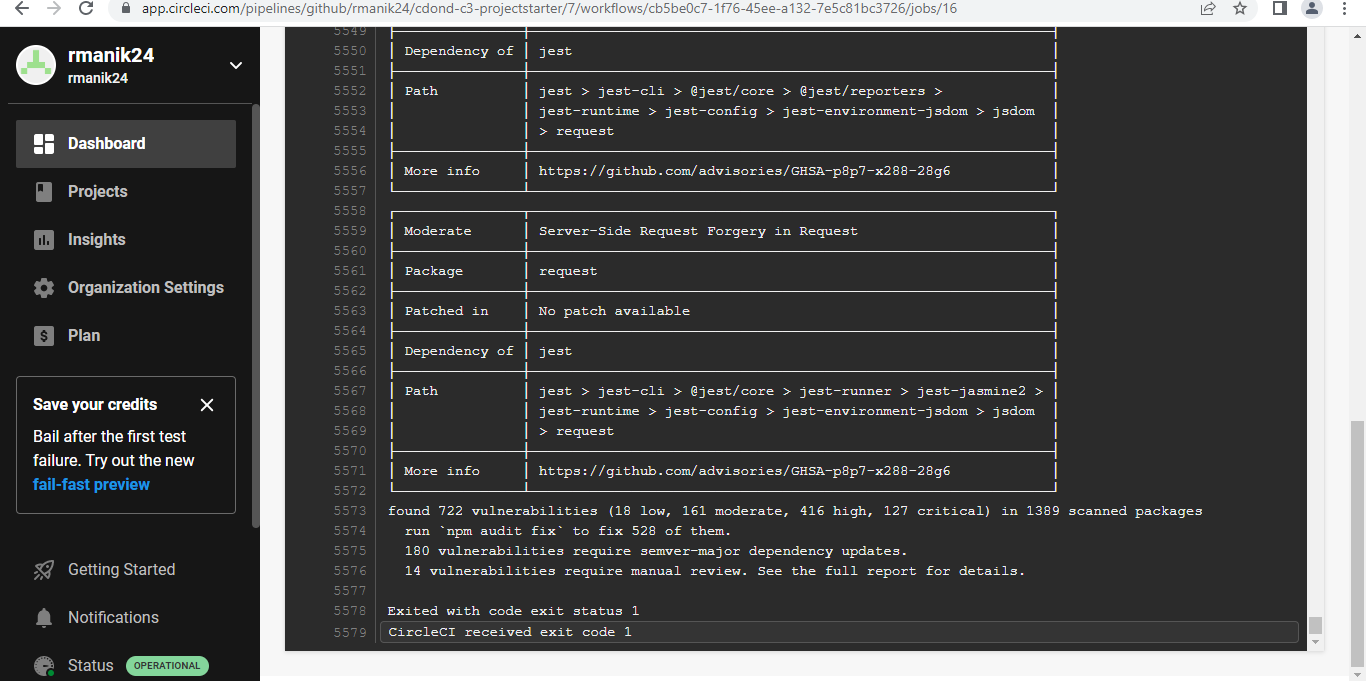 app.circleci.com/pipelines/github/rmanik24/cdond-c3-projectstarter/7/workflows/cb5be0c7-1f76-45ee-a132-7e5c81bc3726/jobs/16
rmanik24
rmanik24
Dashboard
Projects
Insights
Organization Settings
Plan
Save your credits
Bail after the first test
failure. Try out the new
fail-fast preview
Getting Started
Notifications
Status OPERATIONAL
5549
5550 Dependency of jest
5551
5552 Path jest > jest-cli > @jest/core > @jest/reporters >
5553 jest-runtime > jest-config > jest-environment-jsdom > jsdom
5554 > request
5555
5556 More info https://github.com/advisories/GHSA-p8p7-x288-28g6
5557
5558
5559 Moderate Server-Side Request Forgery in Request
5560
5561 Package request
5562
5563 Patched in No patch available
5564
5565 Dependency of jest
5566
5567 Path jest > jest-cli > @jest/core > jest-runner > jest-jasmine2 >
5568 jest-runtime > jest-config > jest-environment-jsdom > jsdom
5569 > request
5570
5571 More info https://github.com/advisories/GHSA-p8p7-x288-28g6
5572
5573 found 722 vulnerabilities (18 low, 161 moderate, 416 high, 127 critical) in 1389 scanned packages
5574 run `npm audit fix` to fix 528 of them.
5575 180 vulnerabilities require semver-major dependency updates.
5576 14 vulnerabilities require manual review. See the full report for details.
5577
5578 Exited with code exit status 1
5579 CircleCI received exit code 1